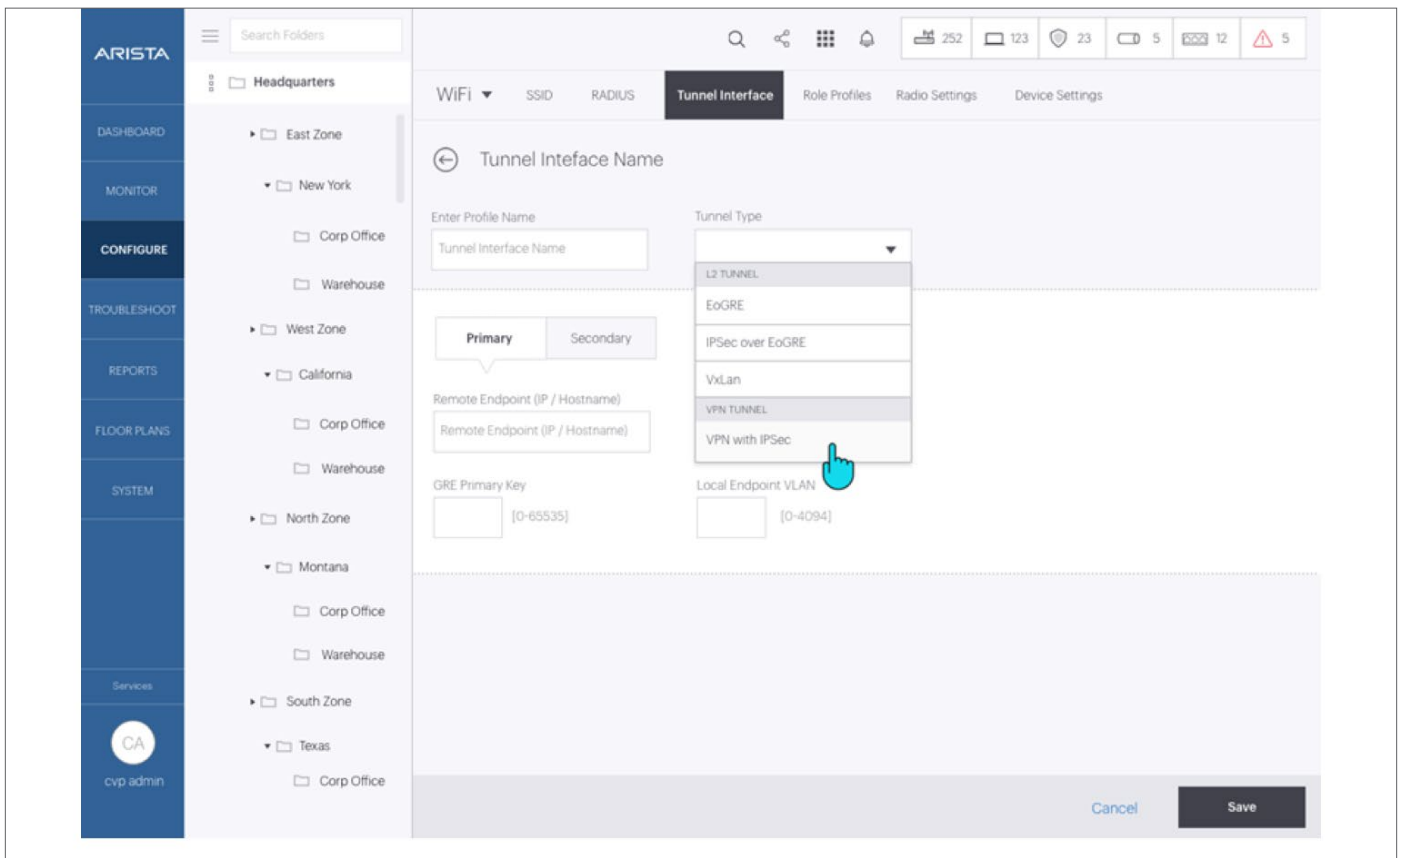 ARISTA
DASHBOARD
MONITOR
CONFIGURE
TROUBLESHOOT
REPORTS
FLOOR PLANS
SYSTEM
Services
CA
cvp admin
Search Folders
Headquarters
East Zone
New York
Corp Office
Warehouse
West Zone
California
Corp Office
Warehouse
North Zone
Montana
Corp Office
Warehouse
South Zone
Texas
Corp Office
252 123 23 5 12 5
WiFi SSID RADIUS Tunnel Interface Role Profiles Radio Settings Device Settings
Tunnel Inteface Name
Enter Profile Name
Tunnel Interface Name
Tunnel Type
L2 TUNNEL
EoGRE
IPSec over EoGRE
VxLan
VPN TUNNEL
VPN with IPSec
Primary Secondary
Remote Endpoint (IP / Hostname)
Remote Endpoint (IP / Hostname)
GRE Primary Key
[0-65535]
Local Endpoint VLAN
[0-4094]
Cancel Save